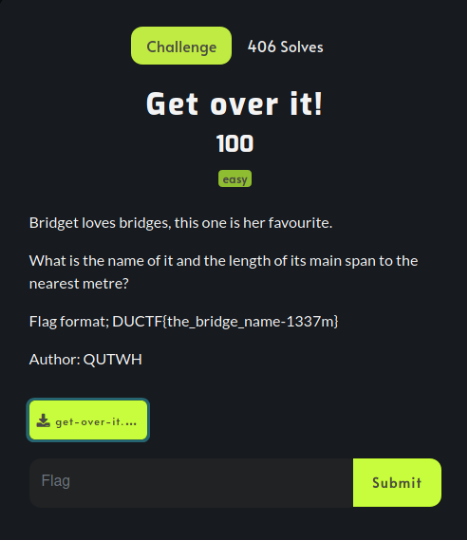 Challenge 406 Solves
Get over it!
100
easy
Bridget loves bridges, this one is her favourite.
What is the name of it and the length of its main span to the
nearest metre?
Flag format; DUCTF{the_bridge_name-1337m}
Author: QUTWH
get-over-it....
Flag Submit